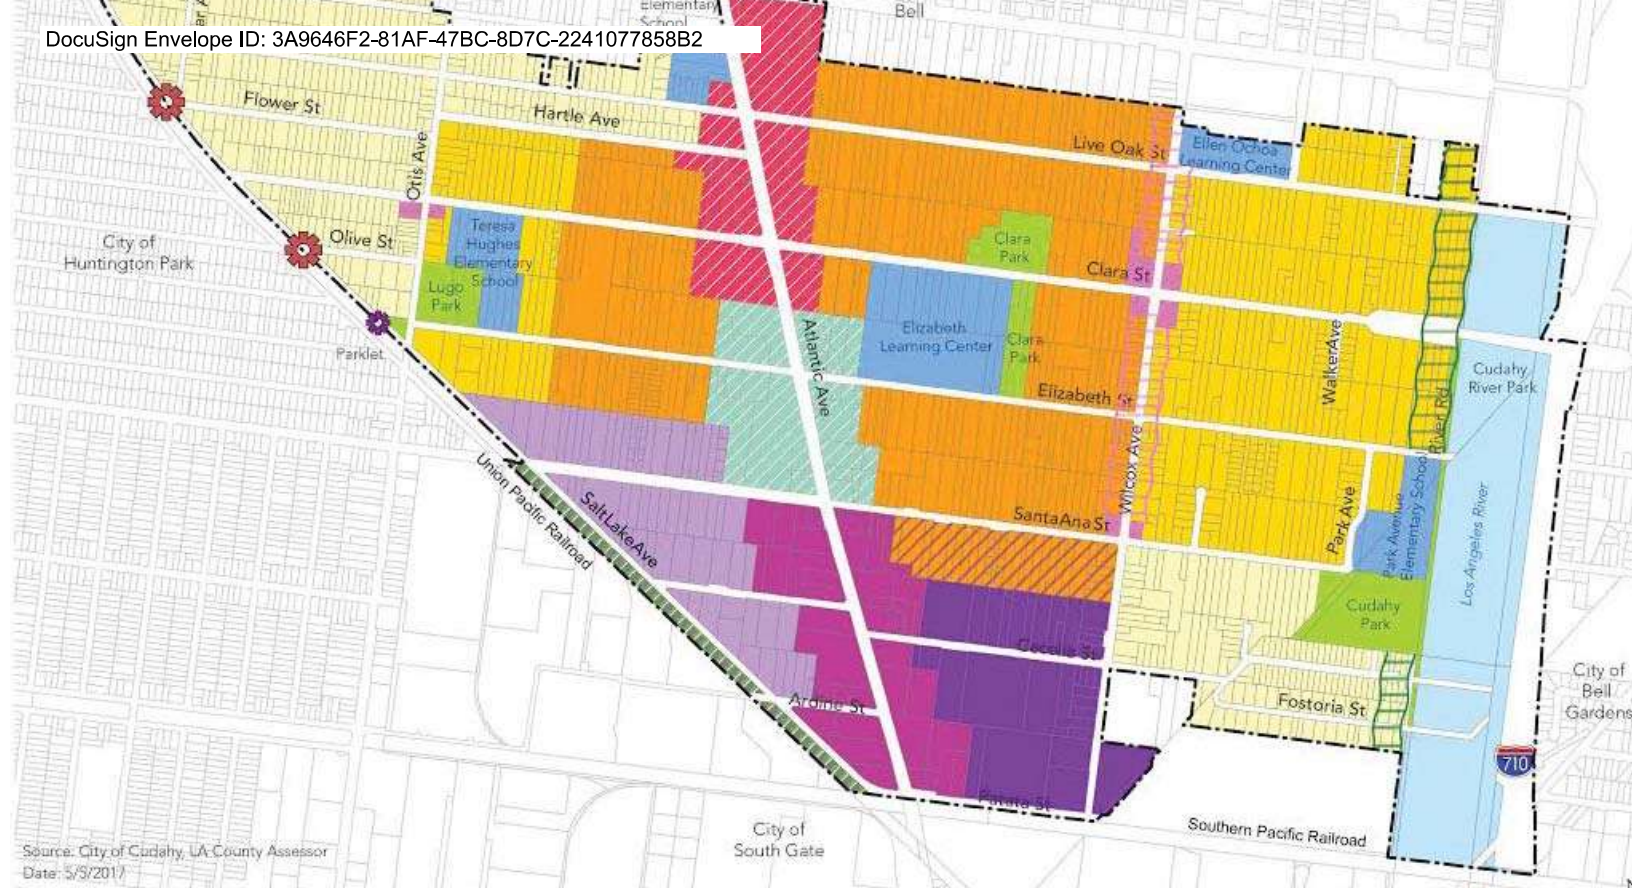 Elementary
School
Bell
DocuSign Envelope ID: 3A9646F2-81AF-47BC-8D7C-2241077858B2
Flower St
Hartle Ave
Otis Ave
Live Oak St
Ellen Ochoa
Learning Center
City of
Huntington Park
Olive St
Teresa
Hughes
Elementary
School
Lugo
Park
Parklet
Clara
Park
Clara St
Elizabeth
Learning Center
Clara
Park
Atlantic Ave
Elizabeth St
Walker Ave
Cudahy
River Park
River Rd
Wilcox Ave
Union Pacific Railroad
Salt Lake Ave
Santa Ana St
Park Ave
Park Avenue
Elementary School
Los Angeles River
Cudahy
Park
Cecelia St
Ardine St
Fostoria St
City of
Bell
Gardens
710
Patata St
Southern Pacific Railroad
City of
South Gate
Source: City of Cudahy, LA County Assessor
Date: 5/9/2017